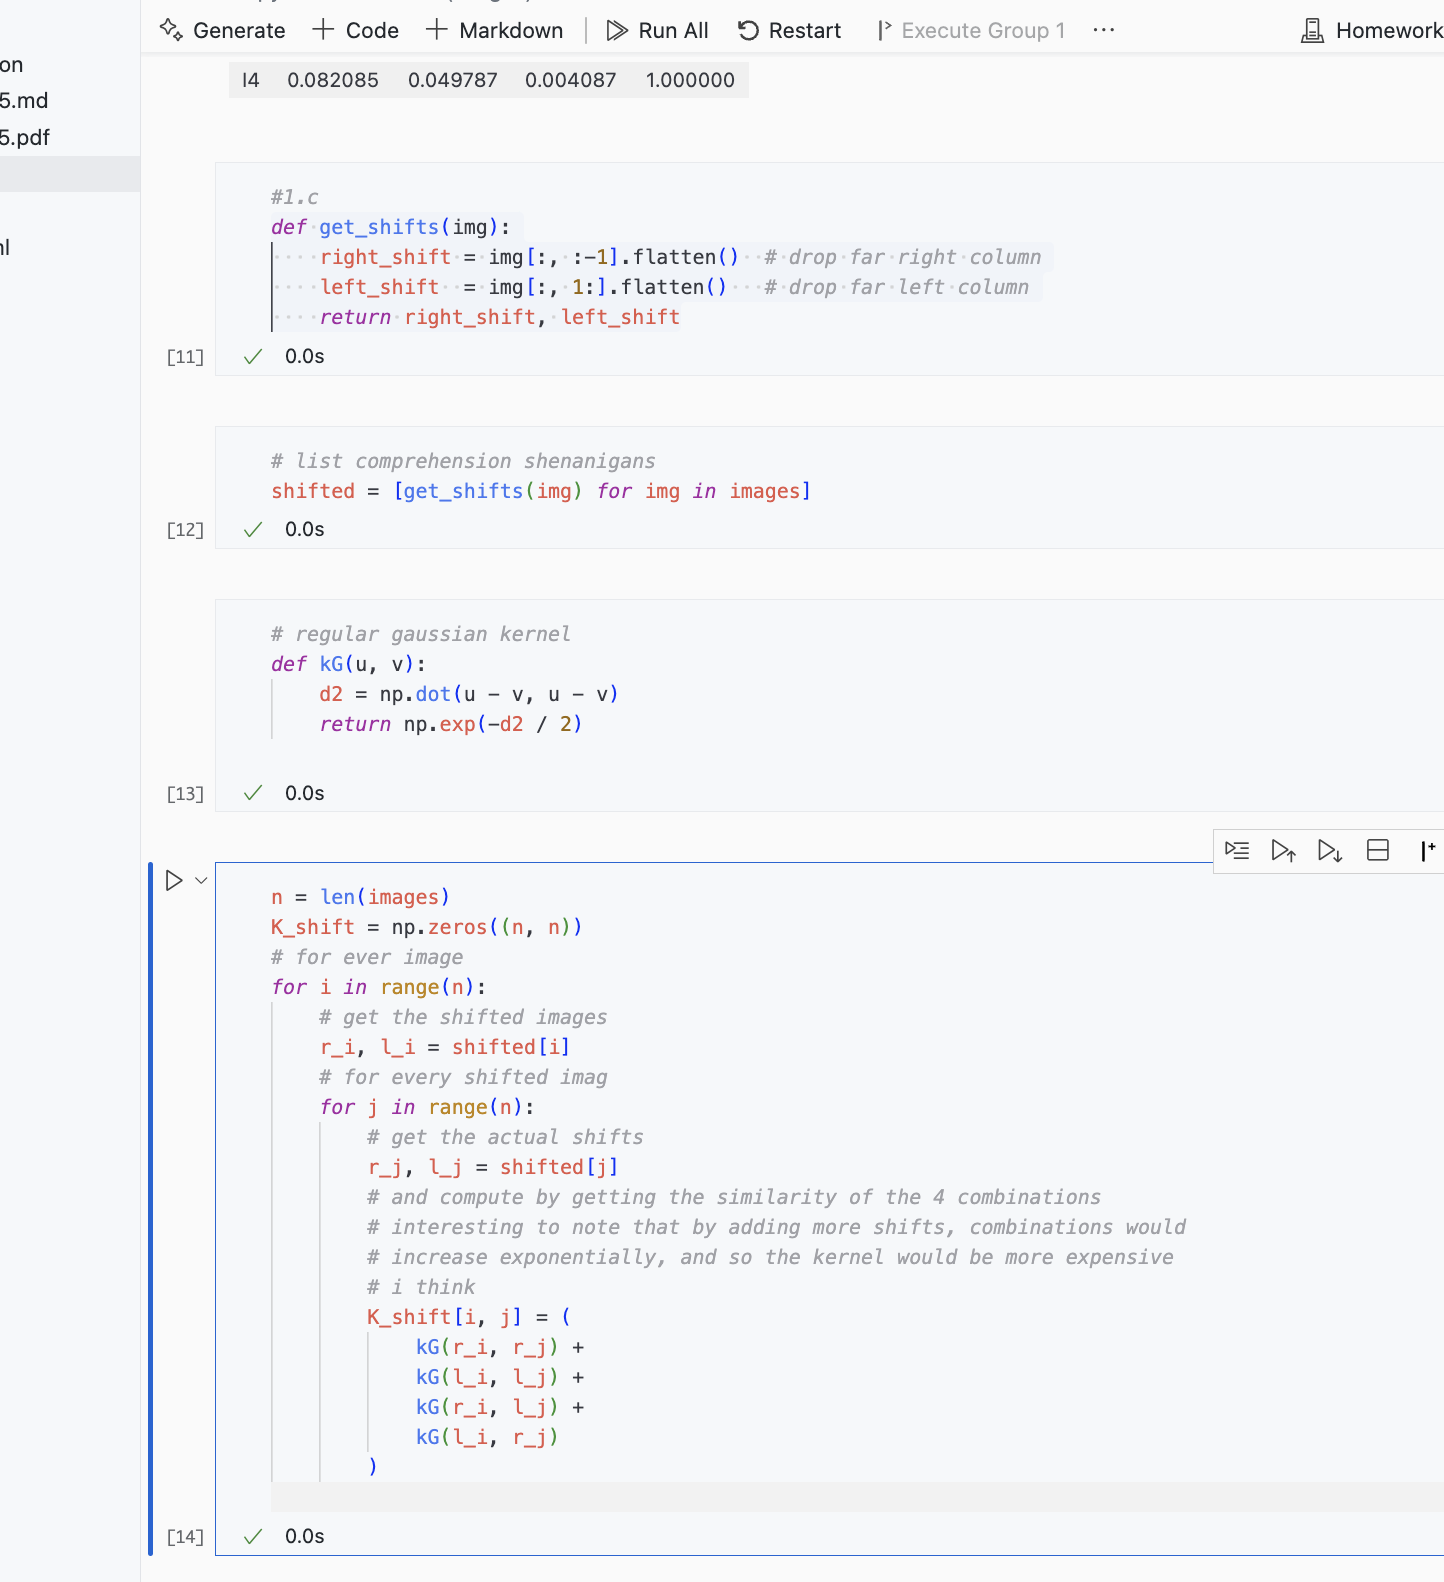 Generate + Code + Markdown Run All Restart Execute Group 1 ... Homework
on
5.md
5.pdf
I4 0.082085 0.049787 0.004087 1.000000
#1.c
def get_shifts(img):
    right_shift = img[:, :-1].flatten()  # drop far right column
    left_shift  = img[:, 1:].flatten()   # drop far left column
    return right_shift, left_shift
[11] 0.0s
# list comprehension shenanigans
shifted = [get_shifts(img) for img in images]
[12] 0.0s
# regular gaussian kernel
def kG(u, v):
    d2 = np.dot(u - v, u - v)
    return np.exp(-d2 / 2)
[13] 0.0s
n = len(images)
K_shift = np.zeros((n, n))
# for ever image
for i in range(n):
    # get the shifted images
    r_i, l_i = shifted[i]
    # for every shifted imag
    for j in range(n):
        # get the actual shifts
        r_j, l_j = shifted[j]
        # and compute by getting the similarity of the 4 combinations
        # interesting to note that by adding more shifts, combinations would
        # increase exponentially, and so the kernel would be more expensive
        # i think
        K_shift[i, j] = (
            kG(r_i, r_j) +
            kG(l_i, l_j) +
            kG(r_i, l_j) +
            kG(l_i, r_j)
        )
[14] 0.0s